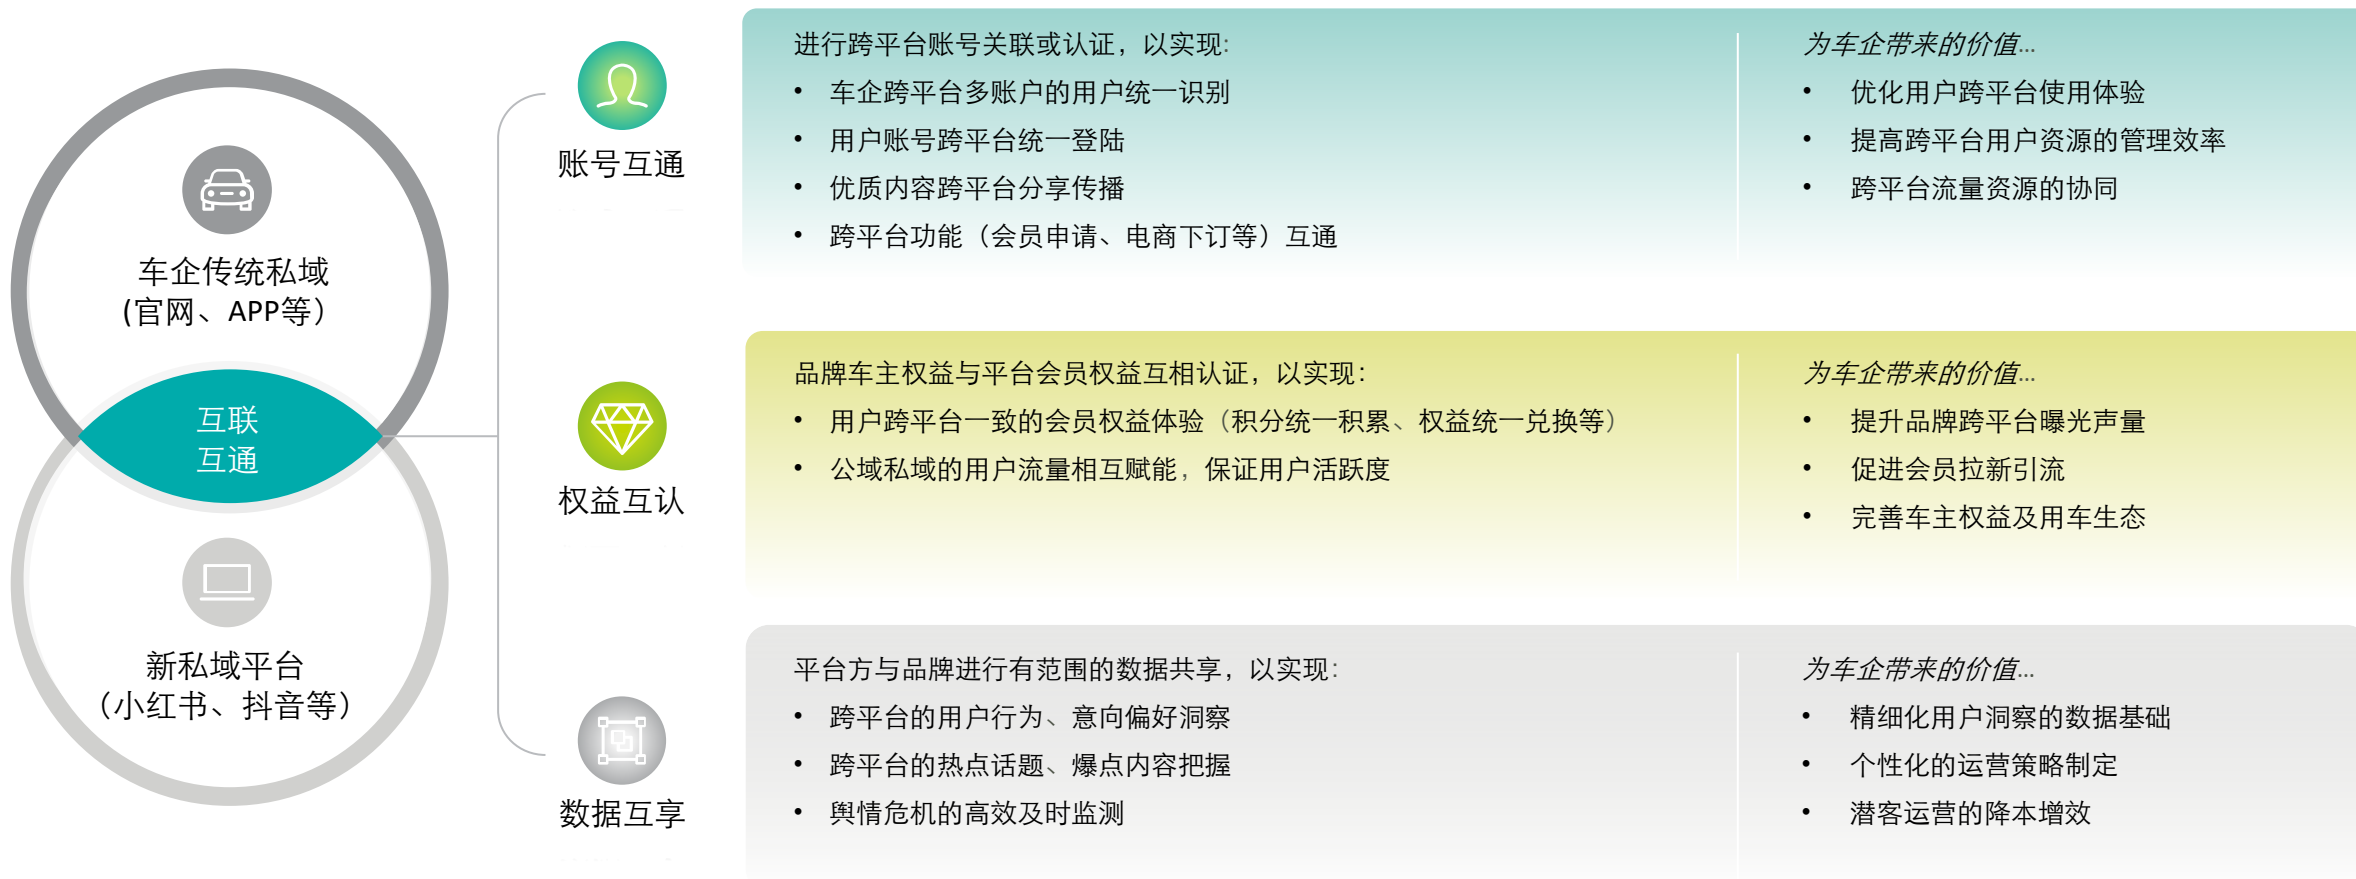 车企传统私域
(官网、APP等）
互联
互通
新私域平台
（小红书、抖音等）
账号互通
进行跨平台账号关联或认证，以实现:
• 车企跨平台多账户的用户统一识别
• 用户账号跨平台统一登陆
• 优质内容跨平台分享传播
• 跨平台功能（会员申请、电商下订等）互通
为车企带来的价值...
• 优化用户跨平台使用体验
• 提高跨平台用户资源的管理效率
• 跨平台流量资源的协同
权益互认
品牌车主权益与平台会员权益互相认证，以实现：
• 用户跨平台一致的会员权益体验（积分统一积累、权益统一兑换等）
• 公域私域的用户流量相互赋能，保证用户活跃度
为车企带来的价值...
• 提升品牌跨平台曝光声量
• 促进会员拉新引流
• 完善车主权益及用车生态
数据互享
平台方与品牌进行有范围的数据共享，以实现：
• 跨平台的用户行为、意向偏好洞察
• 跨平台的热点话题、爆点内容把握
• 舆情危机的高效及时监测
为车企带来的价值...
• 精细化用户洞察的数据基础
• 个性化的运营策略制定
• 潜客运营的降本增效